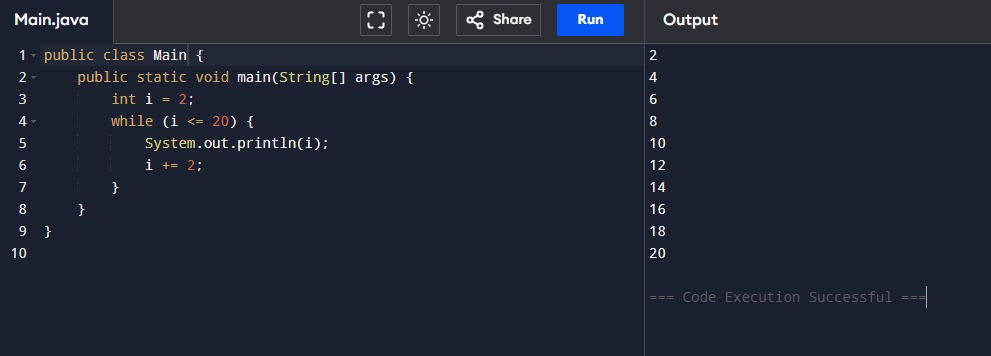 Main.java
Share
Run
Output
1 public class Main {
2     public static void main(String[] args) {
3         int i = 2;
4         while (i <= 20) {
5             System.out.println(i);
6             i += 2;
7         }
8     }
9 }
10
2
4
6
8
10
12
14
16
18
20
=== Code Execution Successful ===